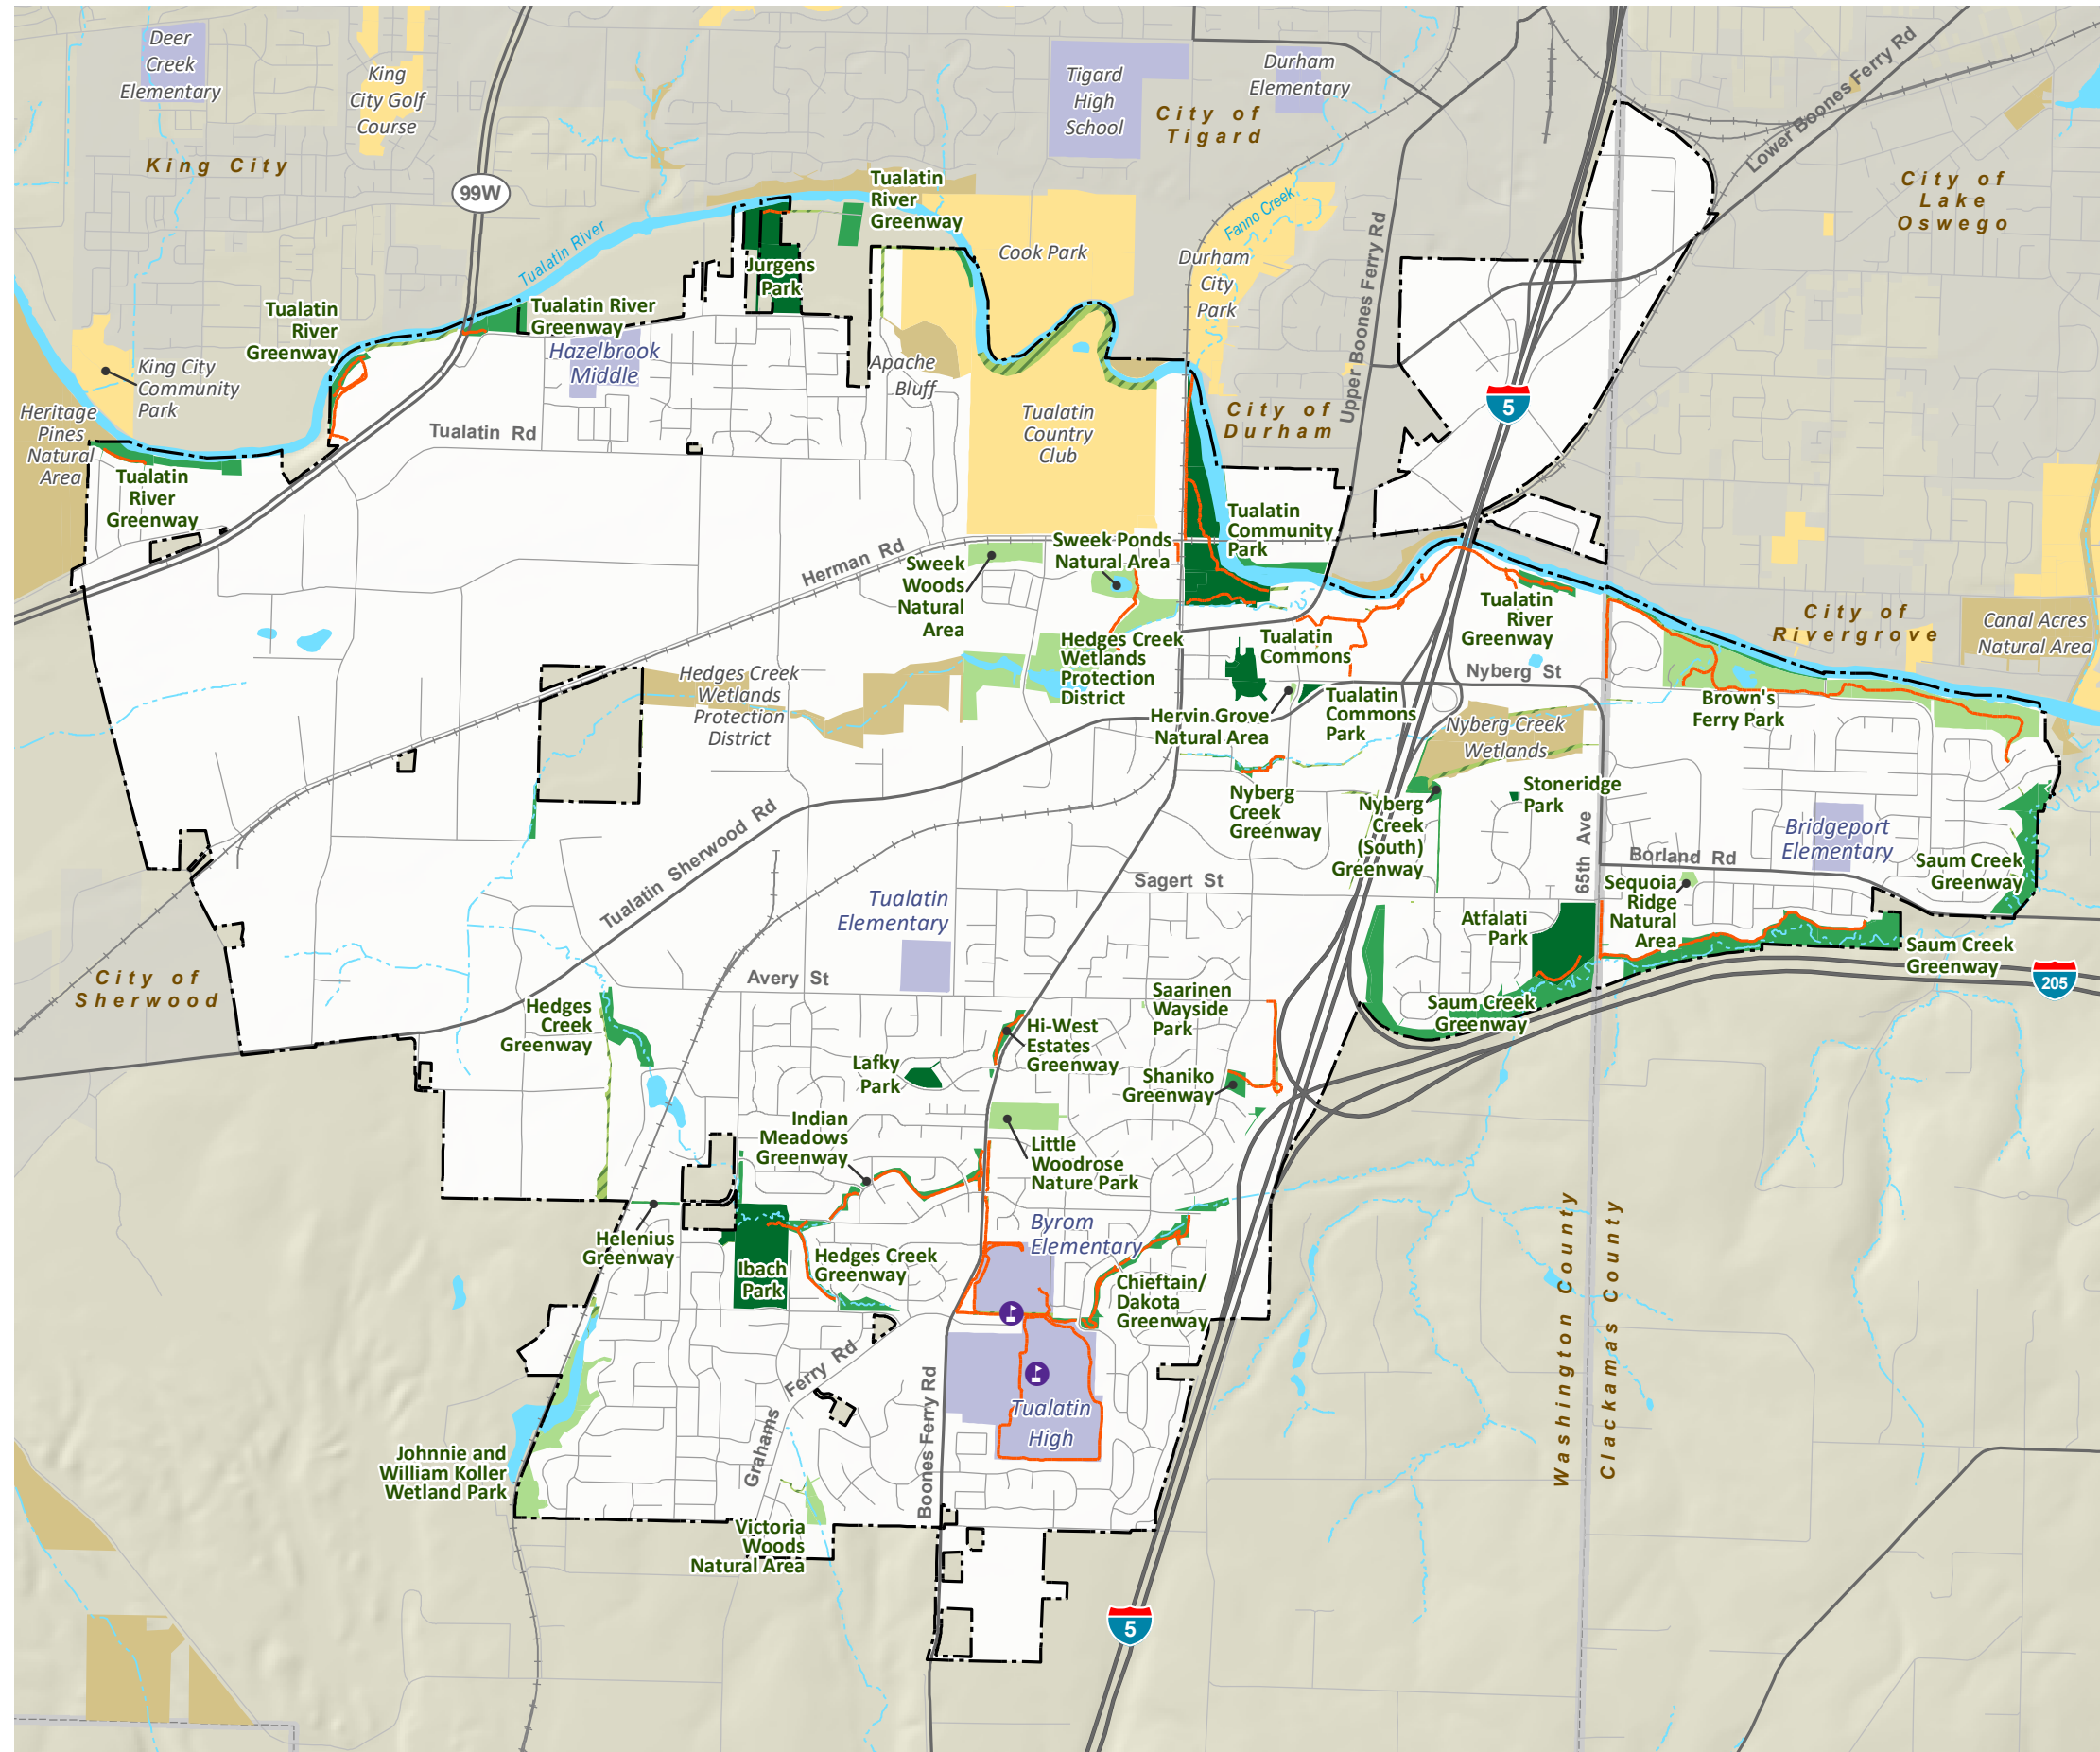 Deer
Creek
Elementary
King
City Golf
Course
King City
99W
Tualatin River
Tualatin
River
Greenway
Tigard
High
School
City of
Tigard
Durham
Elementary
Lower Boones Ferry Rd
City of
Lake
Oswego
Cook Park
Fanno Creek
Durham
City
Park
Upper Boones Ferry Rd
Jurgens
Park
Tualatin
River
Greenway
Tualatin River
Greenway
Hazelbrook
Middle
King City
Community
Park
Heritage
Pines
Natural
Area
Tualatin
River
Greenway
Tualatin Rd
Apache
Bluff
Tualatin
Country
Club
City of
Durham
5
Tualatin
Community
Park
Herman Rd
Sweek
Woods
Natural
Area
Sweek Ponds
Natural Area
Hedges Creek
Wetlands
Protection
District
Hedges Creek
Wetlands
Protection
District
Tualatin
Commons
Tualatin
River
Greenway
Nyberg St
City of
Rivergrove
Canal Acres
Natural Area
Brown's
Ferry Park
Hervin Grove
Natural Area
Tualatin
Commons
Park
Nyberg Creek
Wetlands
Nyberg
Creek
Greenway
Nyberg
Creek
(South)
Greenway
Stoneridge
Park
65th Ave
Bridgeport
Elementary
Borland Rd
Saum Creek
Greenway
Sequoia
Ridge
Natural
Area
Tualatin Sherwood Rd
Sagert St
Tualatin
Elementary
Atfalati
Park
Saum Creek
Greenway
205
Saum Creek
Greenway
City of
Sherwood
Avery St
Hedges
Creek
Greenway
Saarinen
Wayside
Park
Hi-West
Estates
Greenway
Lafky
Park
Shaniko
Greenway
Indian
Meadows
Greenway
Little
Woodrose
Nature Park
Helenius
Greenway
Ibach
Park
Hedges Creek
Greenway
Byrom
Elementary
Chieftain/
Dakota
Greenway
Washington County
Clackamas County
Grahams
Ferry Rd
Boones Ferry Rd
Tualatin
High
Johnnie and
William Koller
Wetland Park
Victoria
Woods
Natural Area
5